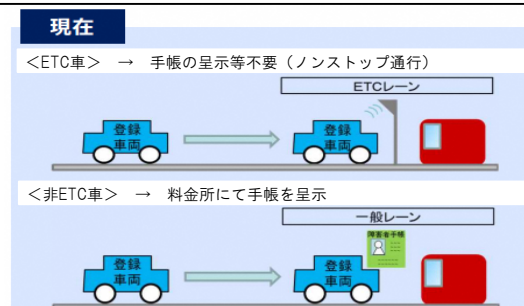 現在
<ETC車> → 手帳の呈示等不要（ノンストップ通行）
ETCレーン
登録
車両
登録
車両
<非ETC車> → 料金所にて手帳を呈示
一般レーン
障害者手帳
登録
車両
登録
車両